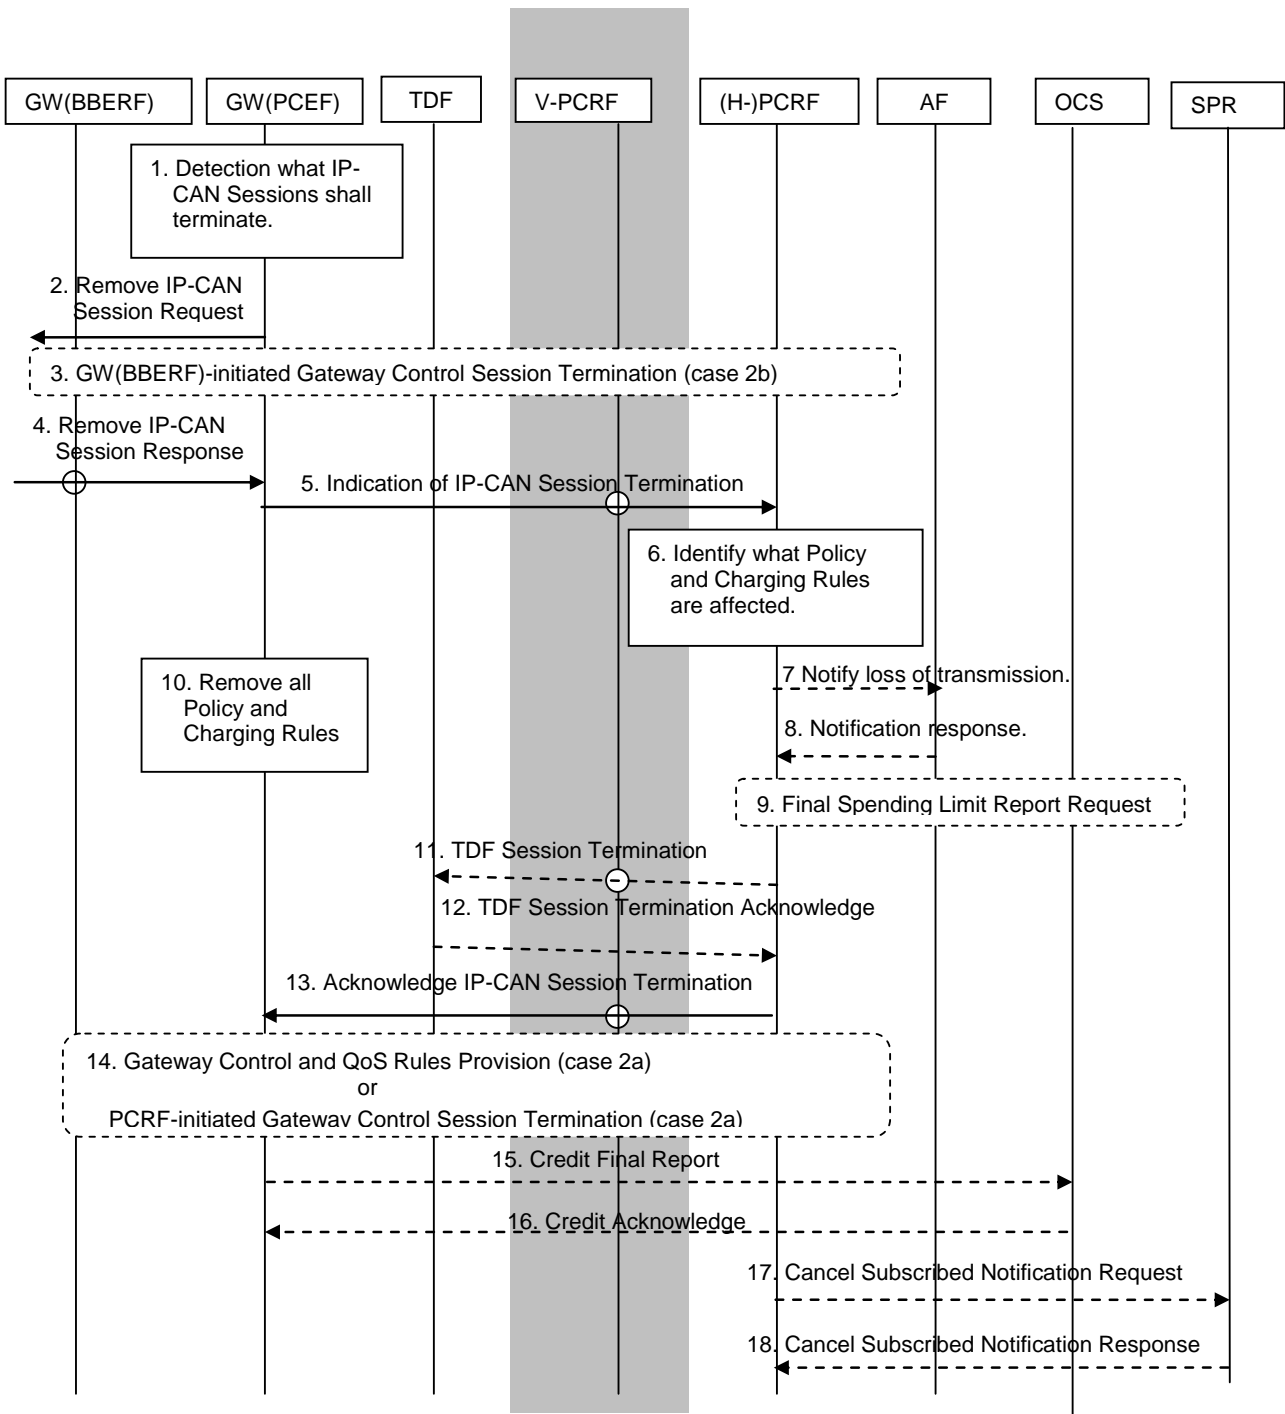 GW(BBERF)
GW(PCEF)
TDF
V-PCRF
(H-)PCRF
AF
OCS
SPR
1. Detection what IP-
CAN Sessions shall
terminate.
2. Remove IP-CAN
Session Request
3. GW(BBERF)-initiated Gateway Control Session Termination (case 2b)
4. Remove IP-CAN
Session Response
5. Indication of IP-CAN Session Termination
6. Identify what Policy
and Charging Rules
are affected.
7 Notify loss of transmission.
10. Remove all
Policy and
Charging Rules
8. Notification response.
9. Final Spending Limit Report Request
11. TDF Session Termination
12. TDF Session Termination Acknowledge
13. Acknowledge IP-CAN Session Termination
14. Gateway Control and QoS Rules Provision (case 2a)
or
PCRF-initiated Gateway Control Session Termination (case 2a)
15. Credit Final Report
16. Credit Acknowledge
17. Cancel Subscribed Notification Request
18. Cancel Subscribed Notification Response